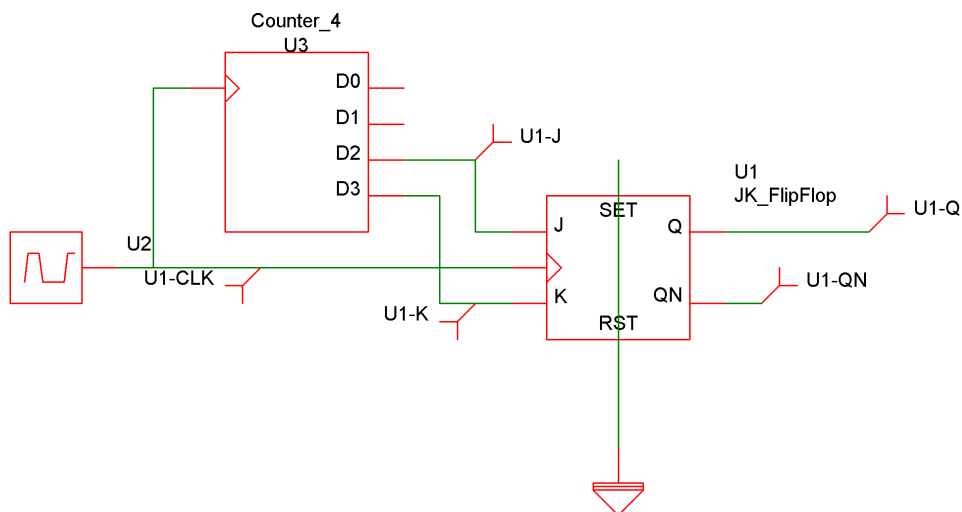 Counter_4
U3
D0
D1
D2
D3
U1-J
U1
JK_FlipFlop
SET
J
Q
U1-Q
U2
U1-CLK
K
QN
U1-QN
U1-K
RST